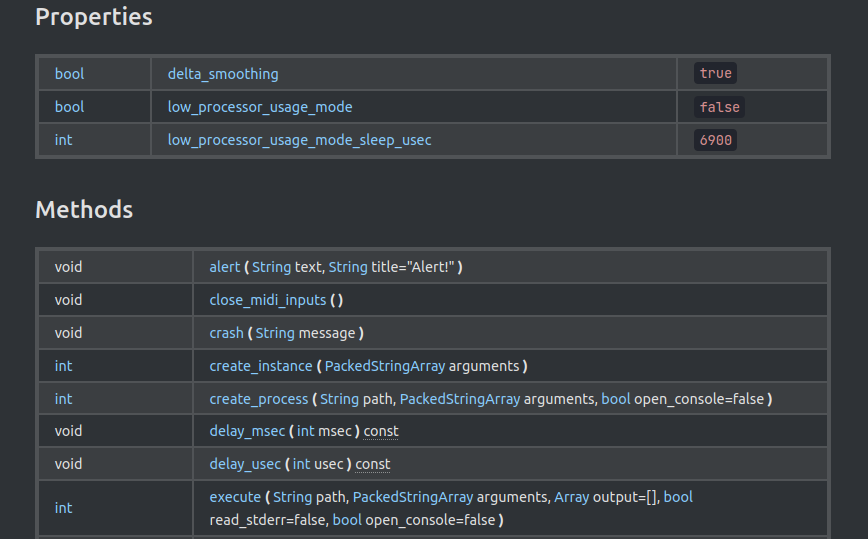 Properties
bool delta_smoothing true
bool low_processor_usage_mode false
int low_processor_usage_mode_sleep_usec 6900
Methods
void alert ( String text, String title="Alert!" )
void close_midi_inputs ( )
void crash ( String message )
int create_instance ( PackedStringArray arguments )
int create_process ( String path, PackedStringArray arguments, bool open_console=false )
void delay_msec ( int msec ) const
void delay_usec ( int usec ) const
int execute ( String path, PackedStringArray arguments, Array output=[], bool
read_stderr=false, bool open_console=false )